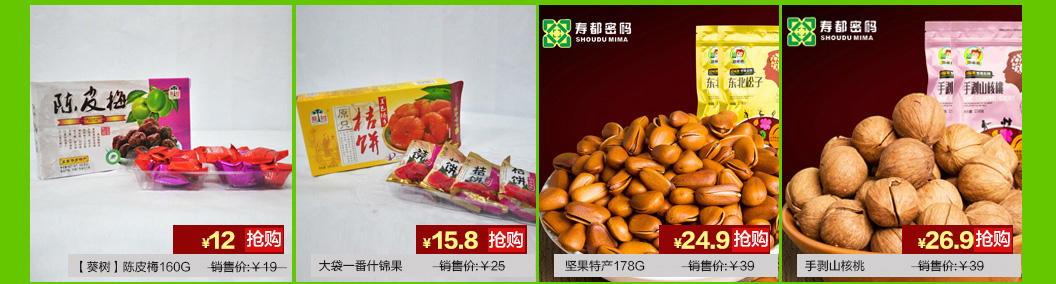 陈皮梅
¥12 抢购
【葵树】陈皮梅160G 销售价:¥19
原只
桔饼
桔饼
桔饼
¥15.8 抢购
大袋一番什锦果 销售价:¥25
寿都密码
SHOUDU MIMA
东北松子
¥24.9 抢购
坚果特产178G 销售价:¥39
寿都密码
SHOUDU MIMA
手剥山核桃
¥26.9 抢购
手剥山核桃 销售价:¥39